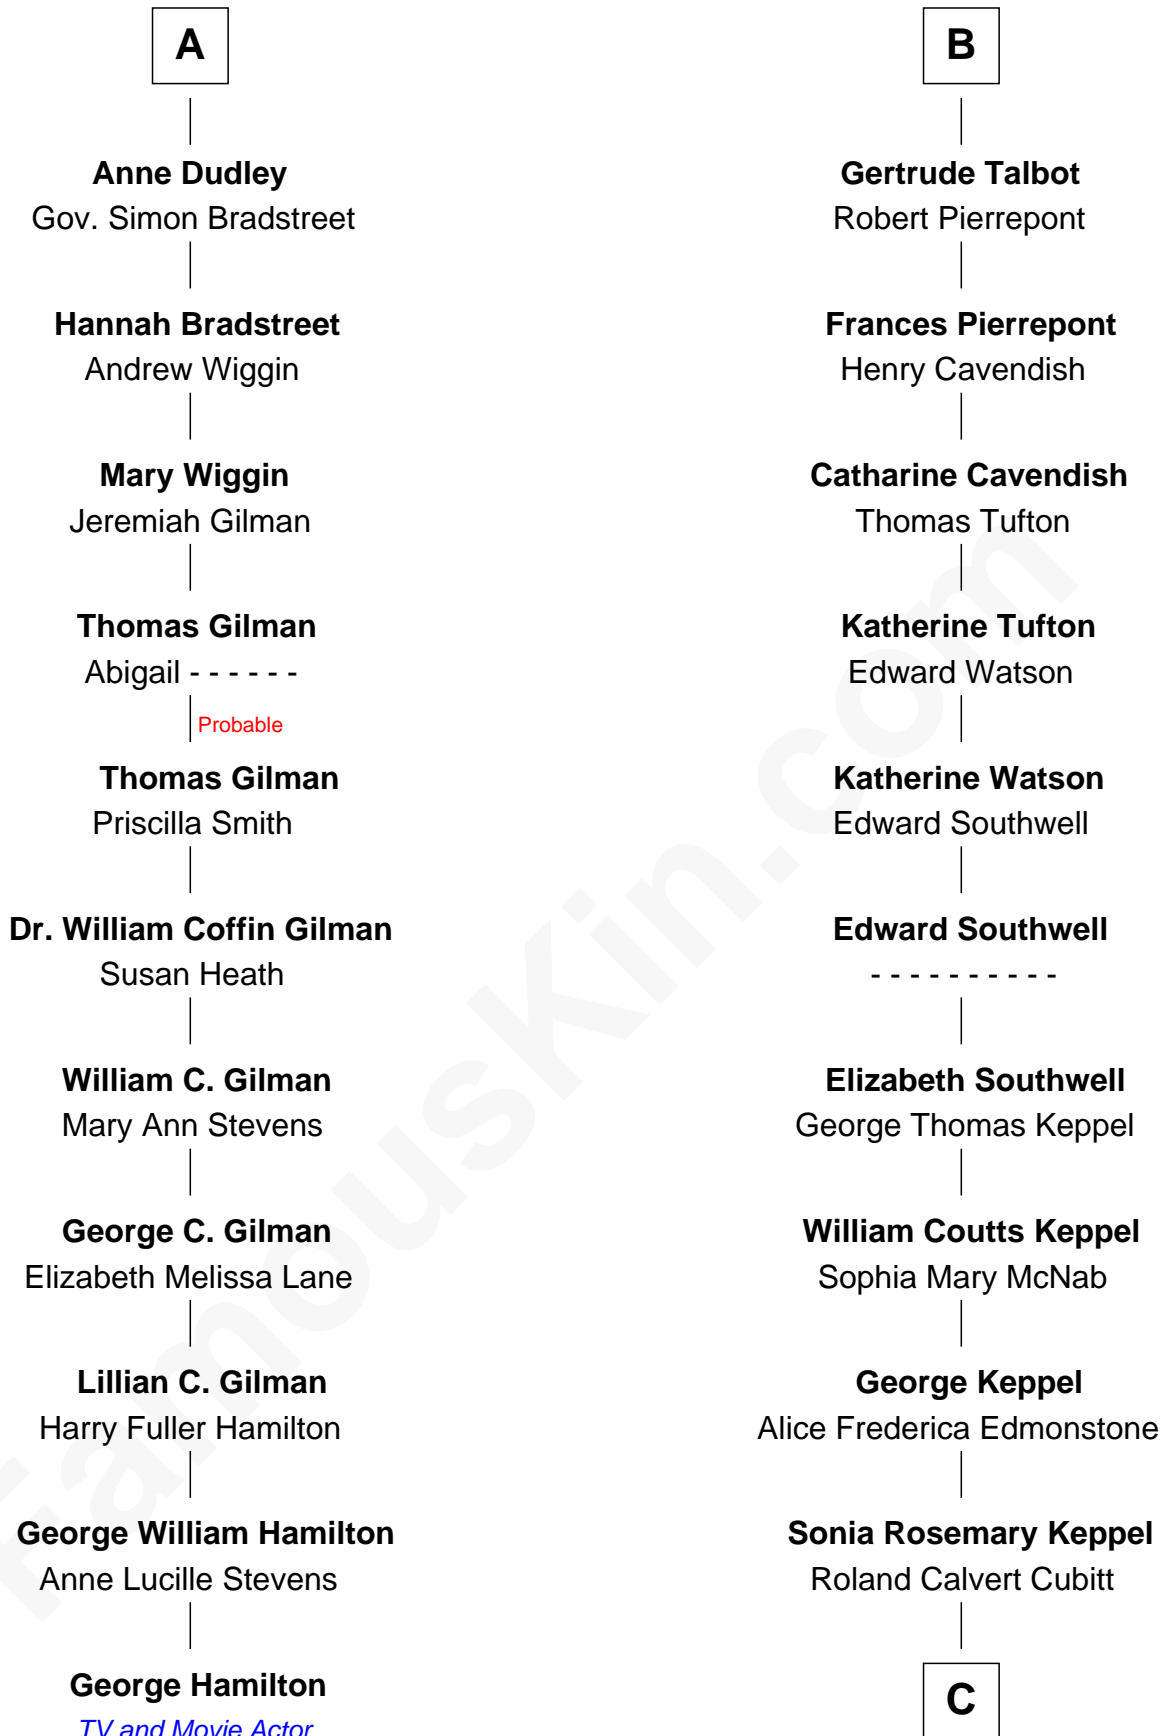 A
Anne Dudley
Gov. Simon Bradstreet
Hannah Bradstreet
Andrew Wiggin
Mary Wiggin
Jeremiah Gilman
Thomas Gilman
Abigail - - - - - -
Probable
Thomas Gilman
Priscilla Smith
Dr. William Coffin Gilman
Susan Heath
William C. Gilman
Mary Ann Stevens
George C. Gilman
Elizabeth Melissa Lane
Lillian C. Gilman
Harry Fuller Hamilton
George William Hamilton
Anne Lucille Stevens
George Hamilton
TV and Movie Actor
B
Gertrude Talbot
Robert Pierrepont
Frances Pierrepont
Henry Cavendish
Catharine Cavendish
Thomas Tufton
Katherine Tufton
Edward Watson
Katherine Watson
Edward Southwell
Edward Southwell
- - - - - - - - - -
Elizabeth Southwell
George Thomas Keppel
William Coutts Keppel
Sophia Mary McNab
George Keppel
Alice Frederica Edmonstone
Sonia Rosemary Keppel
Roland Calvert Cubitt
C
FamousKin.com